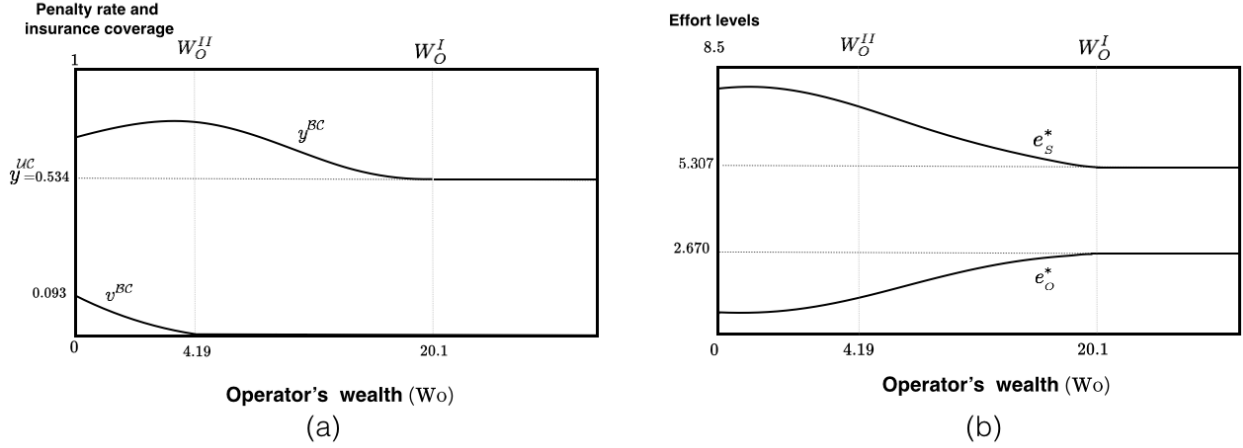 Penalty rate and
insurance coverage
1
W_O^{II}
W_O^I
y^{BC}
y^{UC}=0.534
0.093
v^{BC}
0
4.19
20.1
Operator's wealth (Wo)
(a)
Effort levels
8.5
W_O^{II}
W_O^I
e_S^*
5.307
2.670
e_O^*
0
4.19
20.1
Operator's wealth (Wo)
(b)